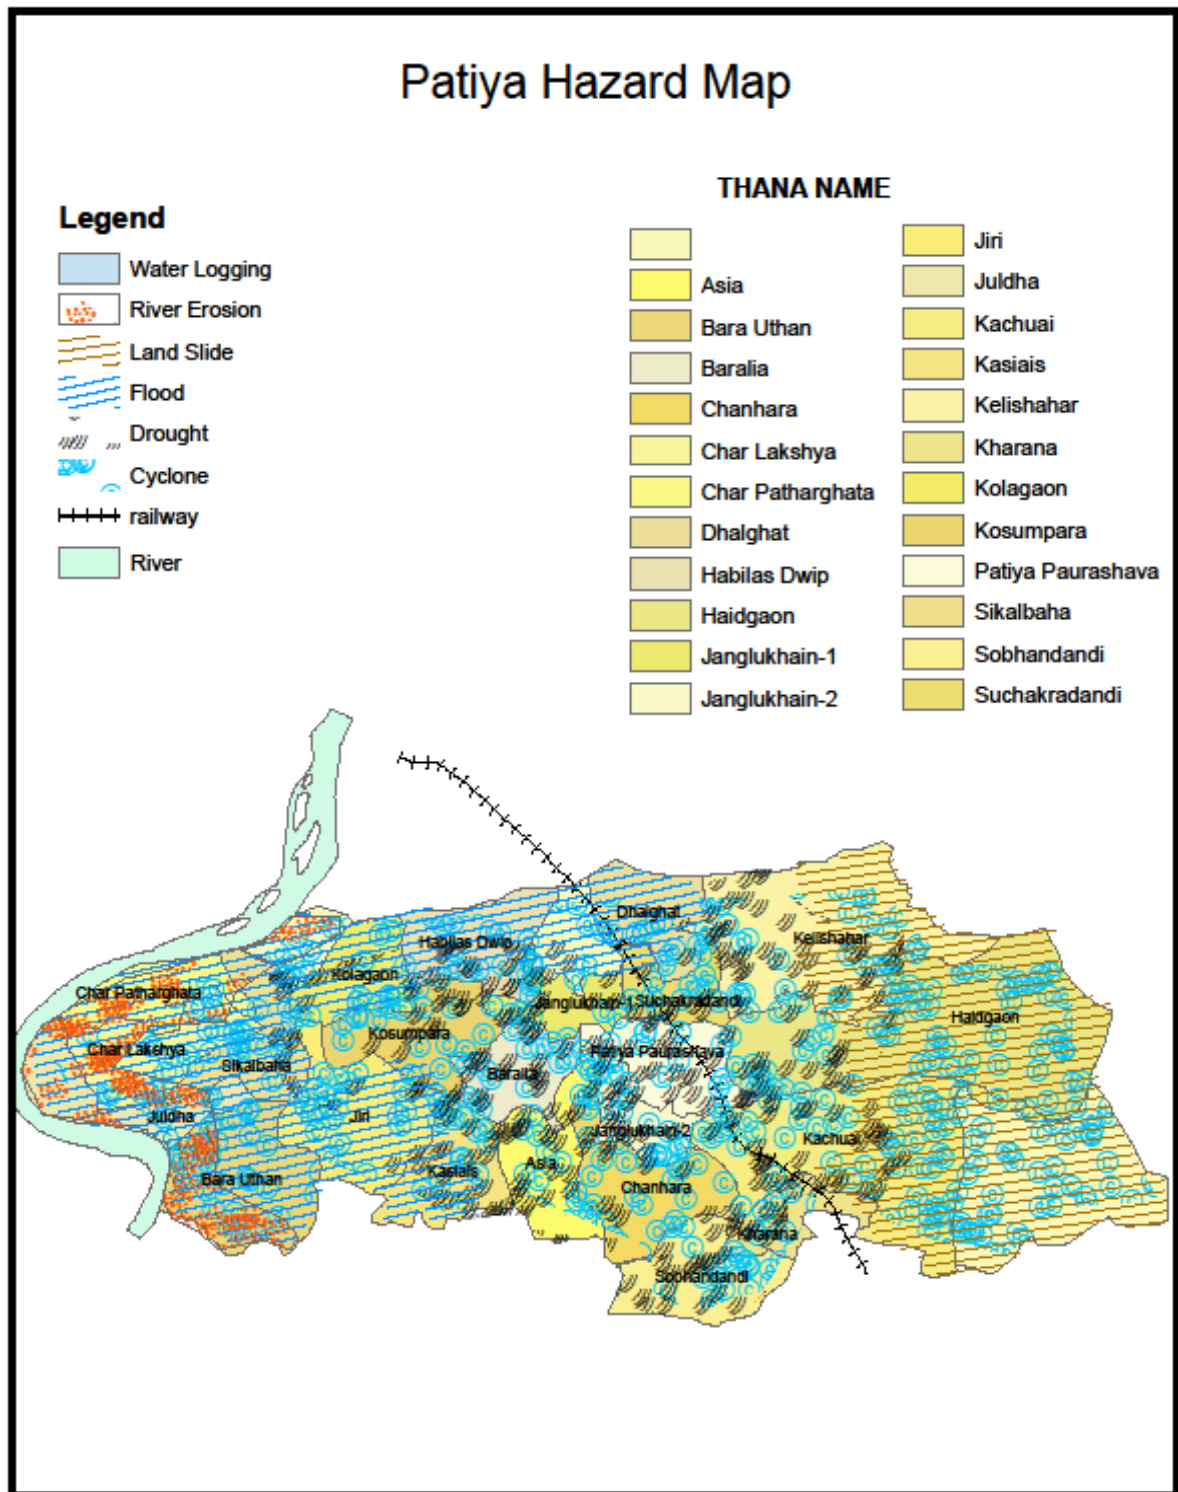 Patiya Hazard Map
Legend
Water Logging
River Erosion
Land Slide
Flood
Drought
Cyclone
railway
River
THANA NAME
Asia
Bara Uthan
Baralia
Chanhara
Char Lakshya
Char Patharghata
Dhalghat
Habilas Dwip
Haidgaon
Janglukhain-1
Janglukhain-2
Jiri
Juldha
Kachuai
Kasiais
Kelishahar
Kharana
Kolagaon
Kosumpara
Patiya Paurashava
Sikalbaha
Sobhandandi
Suchakradandi
Dhalghat
Habilas Dwip
Kelishahar
Kolagaon
Char Patharghata
Janglukhain-1
Suchakradandi
Haidgaon
Kosumpara
Char Lakshya
Patiya Paurashava
Sikalbaha
Baralia
Juldha
Jiri
Janglukhain-2
Kachuai
Asia
Kasiais
Bara Uthan
Chanhara
Kharana
Sobhandandi